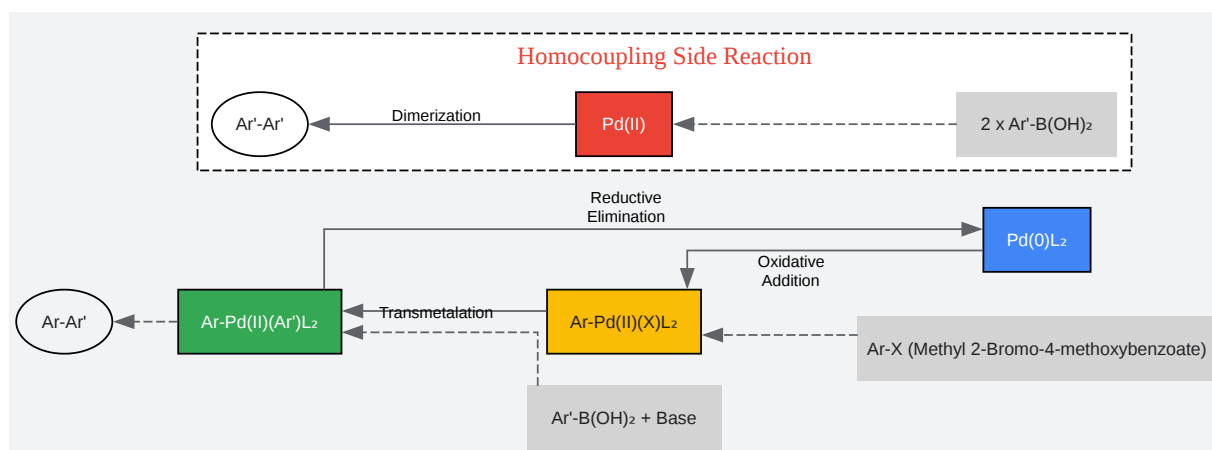 Homocoupling Side Reaction
Ar'-Ar'
Dimerization
Pd(II)
2 x Ar'-B(OH)₂
Reductive
Elimination
Pd(0)L₂
Oxidative
Addition
Ar-Ar'
Ar-Pd(II)(Ar')L₂
Transmetalation
Ar-Pd(II)(X)L₂
Ar-X (Methyl 2-Bromo-4-methoxybenzoate)
Ar'-B(OH)₂ + Base